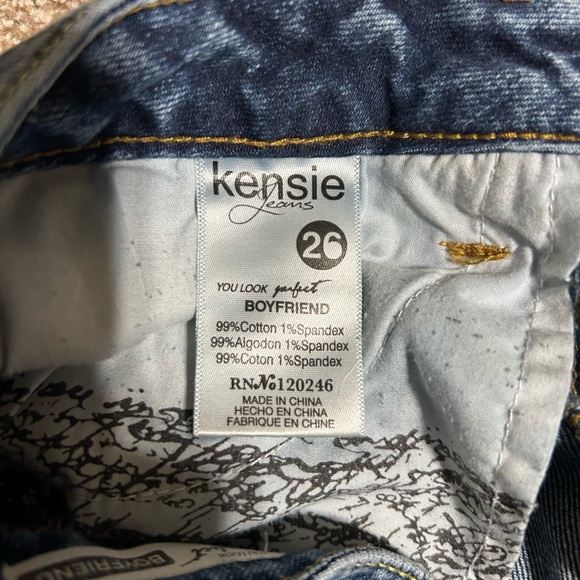 kensie
Jeans
26
YOU LOOK perfect
BOYFRIEND
99%Cotton 1%Spandex
99%Algodon 1%Spandex
99%Coton 1%Spandex
RN№120246
MADE IN CHINA
HECHO EN CHINA
FABRIQUE EN CHINE
BOYFRIEND